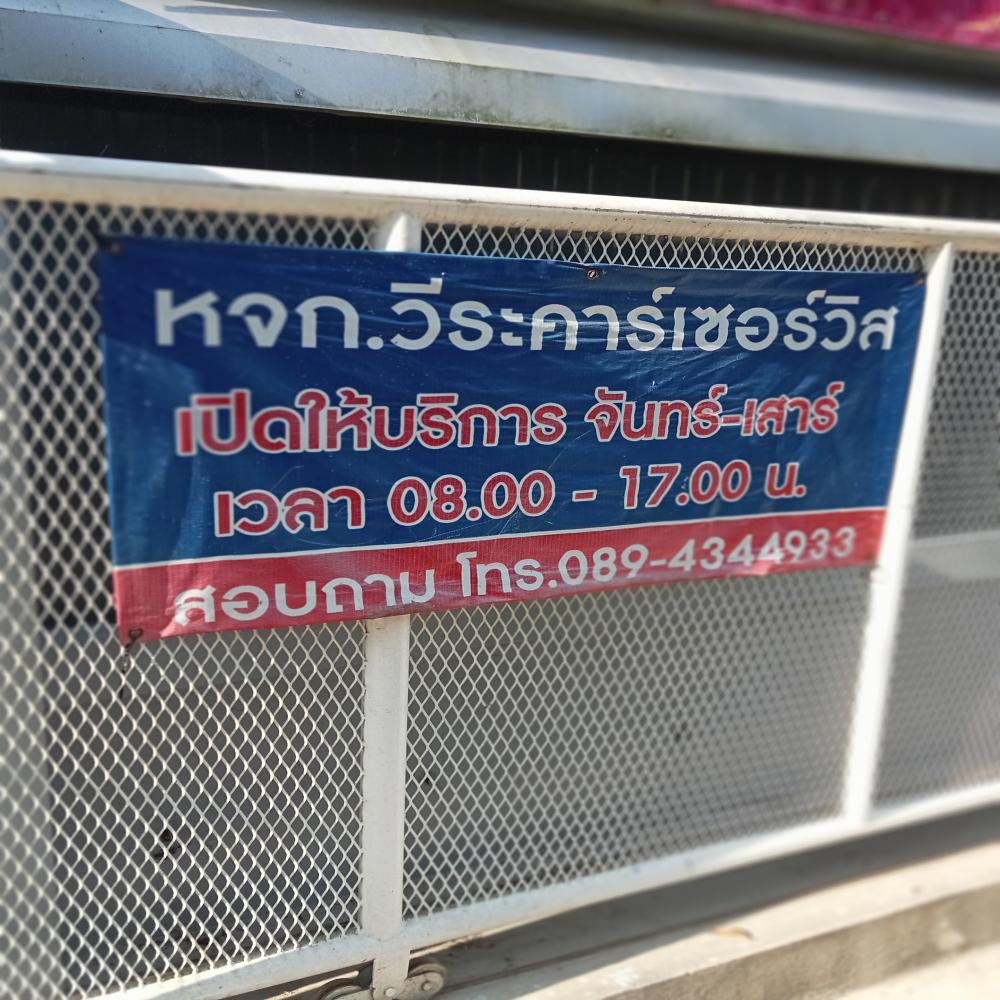 หจก.วีระคาร์เซอร์วิส
เปิดให้บริการ จันทร์-เสาร์
เวลา 08.00 - 17.00 น.
สอบถาม โทร.089-4344933